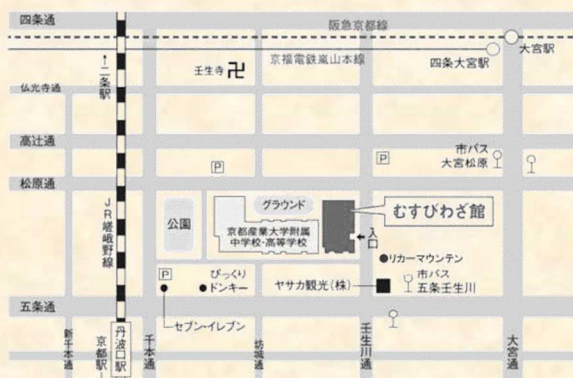 四条通
阪急京都線
大宮駅
京福電鉄嵐山本線
四条大宮駅
壬生寺
↑二条駅
仏光寺通
高辻通
市バス
大宮松原
P
P
松原通
JR嵯峨野線
公園
グラウンド
京都産業大学附属
中学校・高等学校
むすびわざ館
←入口
リカーマウンテン
市バス
五条壬生川
P
びっくり
ドンキー
ヤサカ観光(株)
五条通
セブン-イレブン
新千本通
京都駅↓
丹波口駅
千本通
坊城通
壬生川通
大宮通